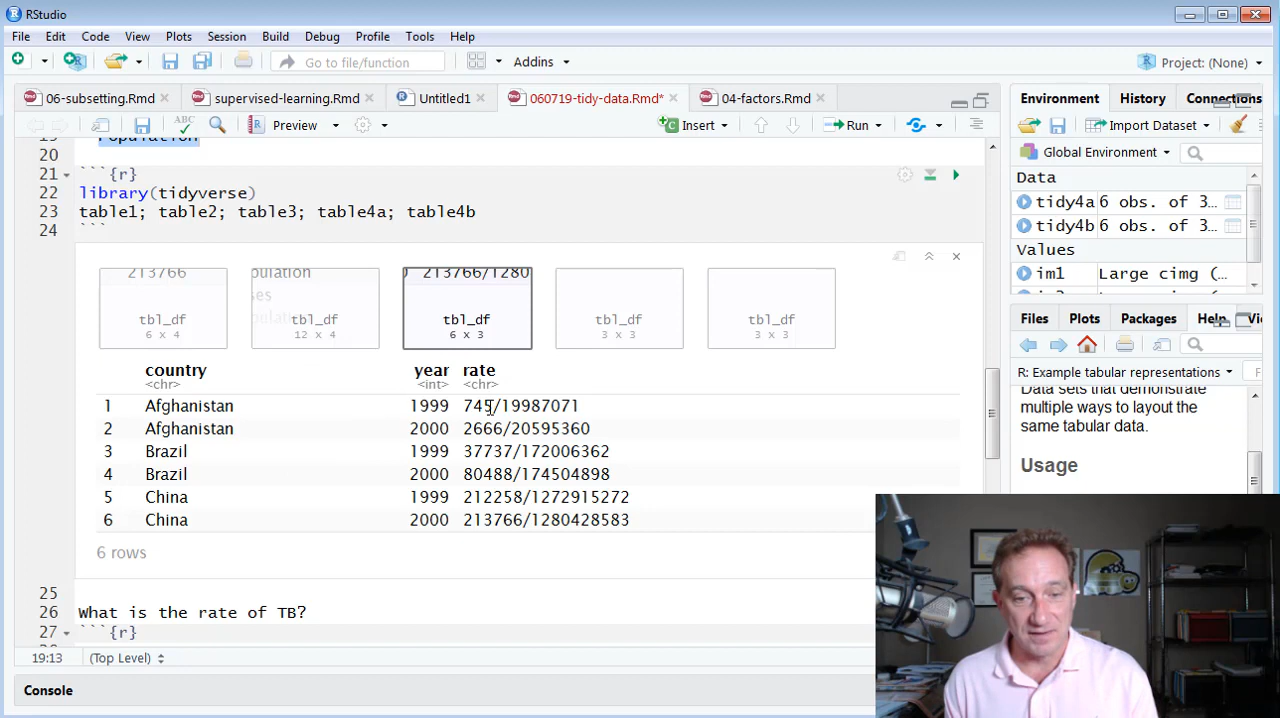 RStudio
File Edit Code View Plots Session Build Debug Profile Tools Help
Go to file/function Addins Project: (None)
06-subsetting.Rmd supervised-learning.Rmd Untitled1 060719-tidy-data.Rmd* 04-factors.Rmd
ABC Preview Insert Run
Population
20
21 ```{r}
22 library(tidyverse)
23 table1; table2; table3; table4a; table4b
24 ```
213766 pulation 213766/1280
ses
tbl_df tbl_df tbl_df tbl_df tbl_df
6 x 4 12 x 4 6 x 3 3 x 3 3 x 3
country year rate
<chr> <int> <chr>
1 Afghanistan 1999 745/19987071
2 Afghanistan 2000 2666/20595360
3 Brazil 1999 37737/172006362
4 Brazil 2000 80488/174504898
5 China 1999 212258/1272915272
6 China 2000 213766/1280428583
6 rows
25
26 What is the rate of TB?
27 ```{r}
19:13 (Top Level)
Console
Environment History Connections
Import Dataset
Global Environment
Data
tidy4a 6 obs. of 3...
tidy4b 6 obs. of 3...
Values
im1 Large cimg (...
Files Plots Packages Help
R: Example tabular representations
Data sets that demonstrate
multiple ways to layout the
same tabular data.
Usage